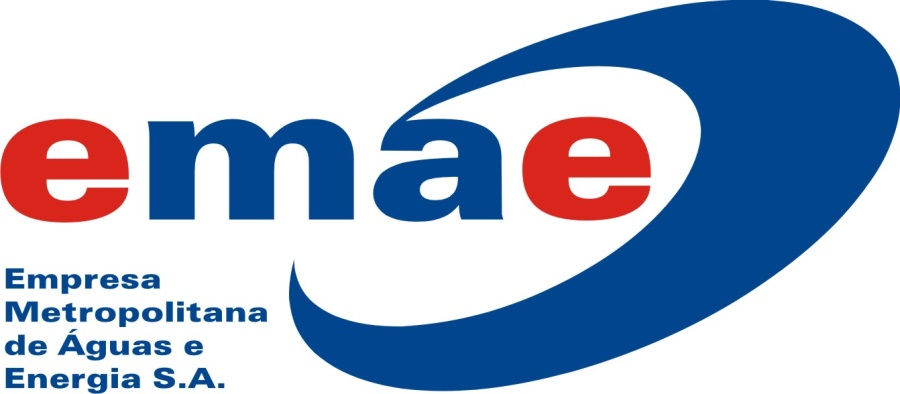 emae
Empresa
Metropolitana
de Águas e
Energia S.A.